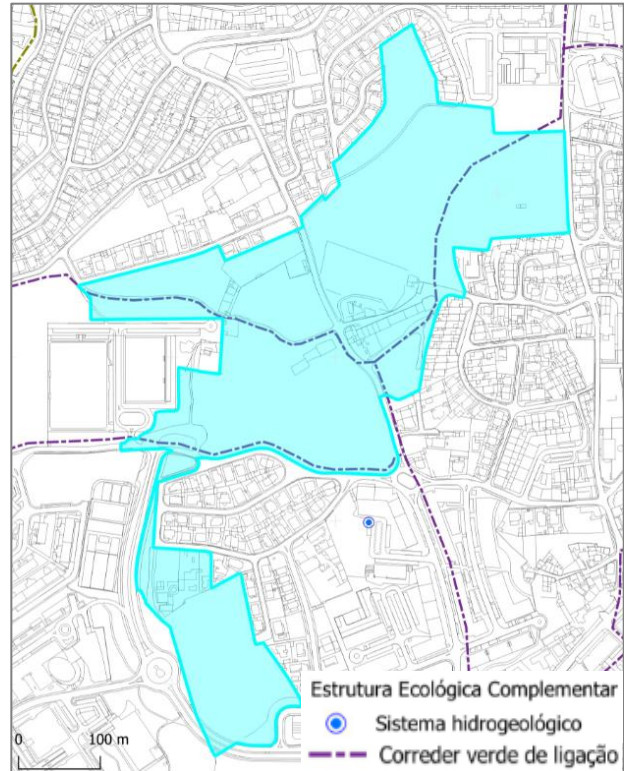 Estrutura Ecológica Complementar
Sistema hidrogeológico
Correder verde de ligação
0 100 m